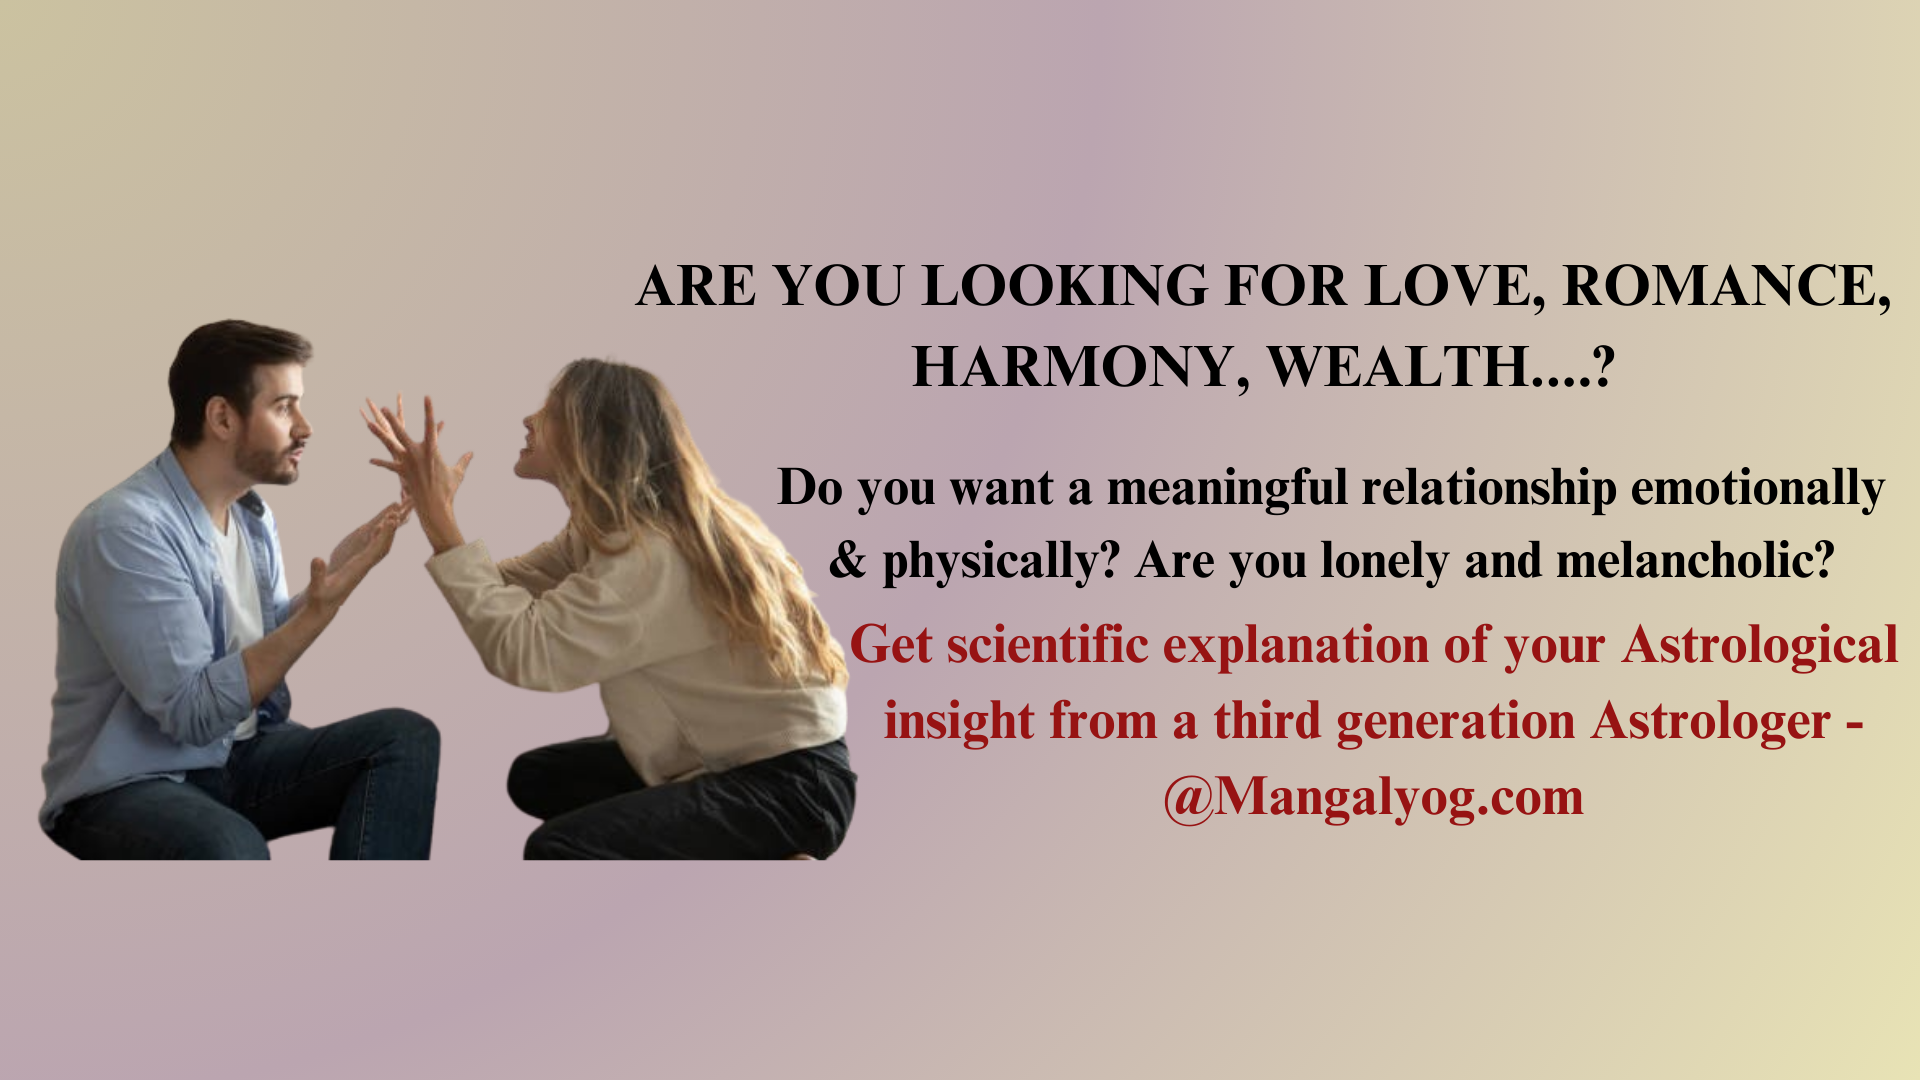 ARE YOU LOOKING FOR LOVE, ROMANCE,
HARMONY, WEALTH....?
Do you want a meaningful relationship emotionally
& physically? Are you lonely and melancholic?
Get scientific explanation of your Astrological
insight from a third generation Astrologer -
@Mangalyog.com